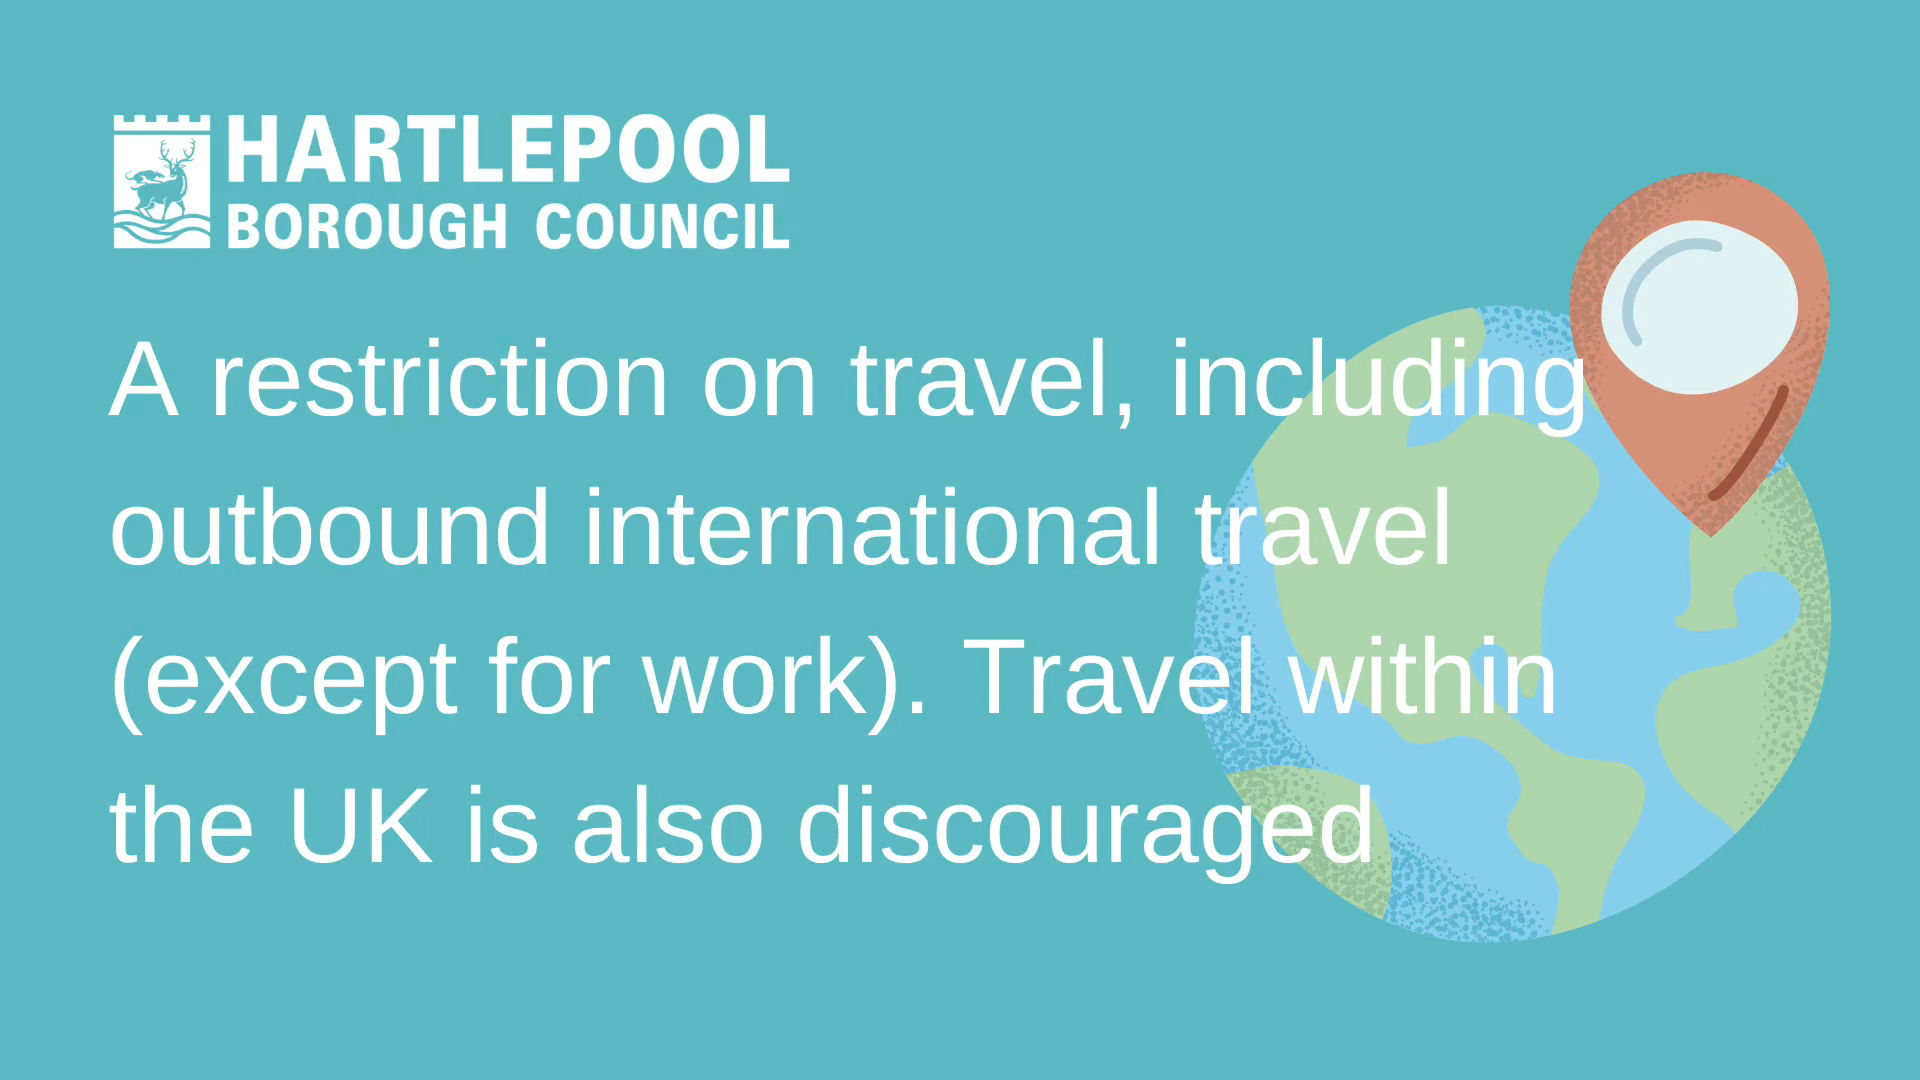 HARTLEPOOL
BOROUGH COUNCIL
A restriction on travel, including
outbound international travel
(except for work). Travel within
the UK is also discouraged